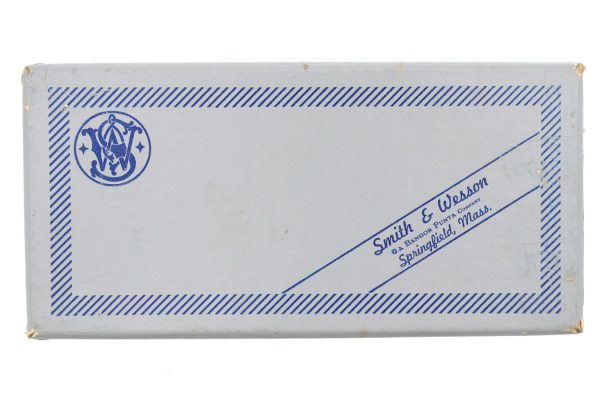 S&W
Smith & Wesson
A BANGOR PUNTA COMPANY
Springfield, Mass.